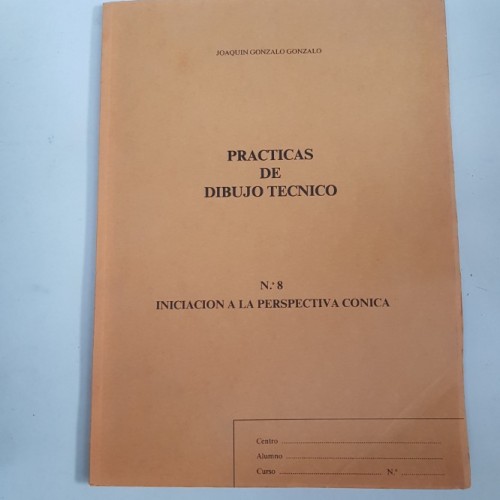 JOAQUIN GONZALO GONZALO
PRACTICAS
DE
DIBUJO TECNICO
N.º 8
INICIACION A LA PERSPECTIVA CONICA
Centro
Alumno
Curso N.º